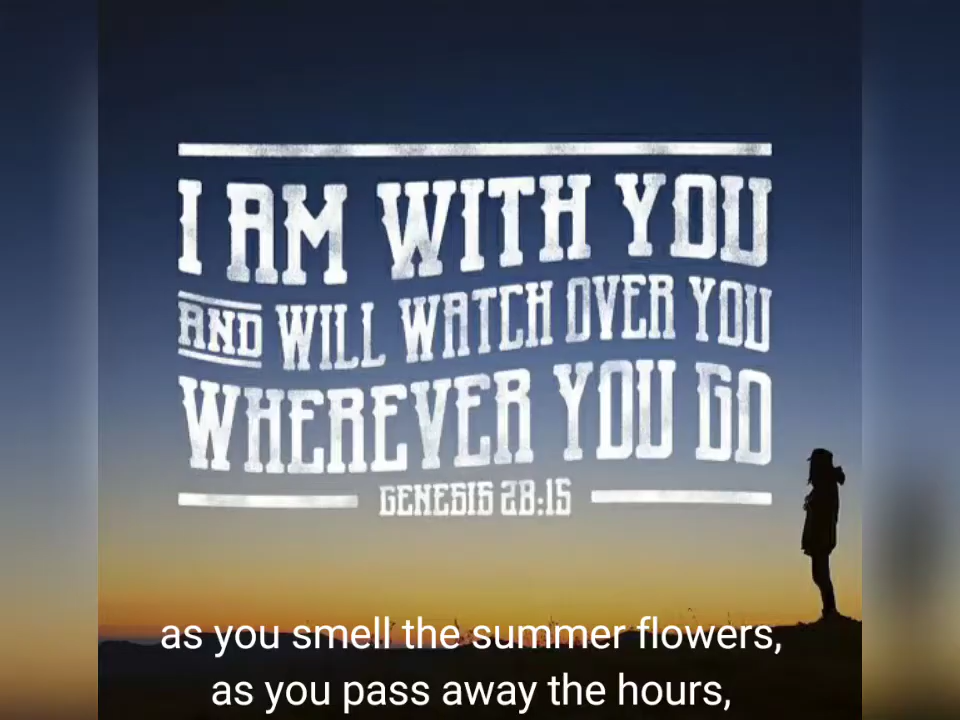 I AM WITH YOU
AND WILL WATCH OVER YOU
WHEREVER YOU GO
GENESIS 28:15
as you smell the summer flowers,
as you pass away the hours,